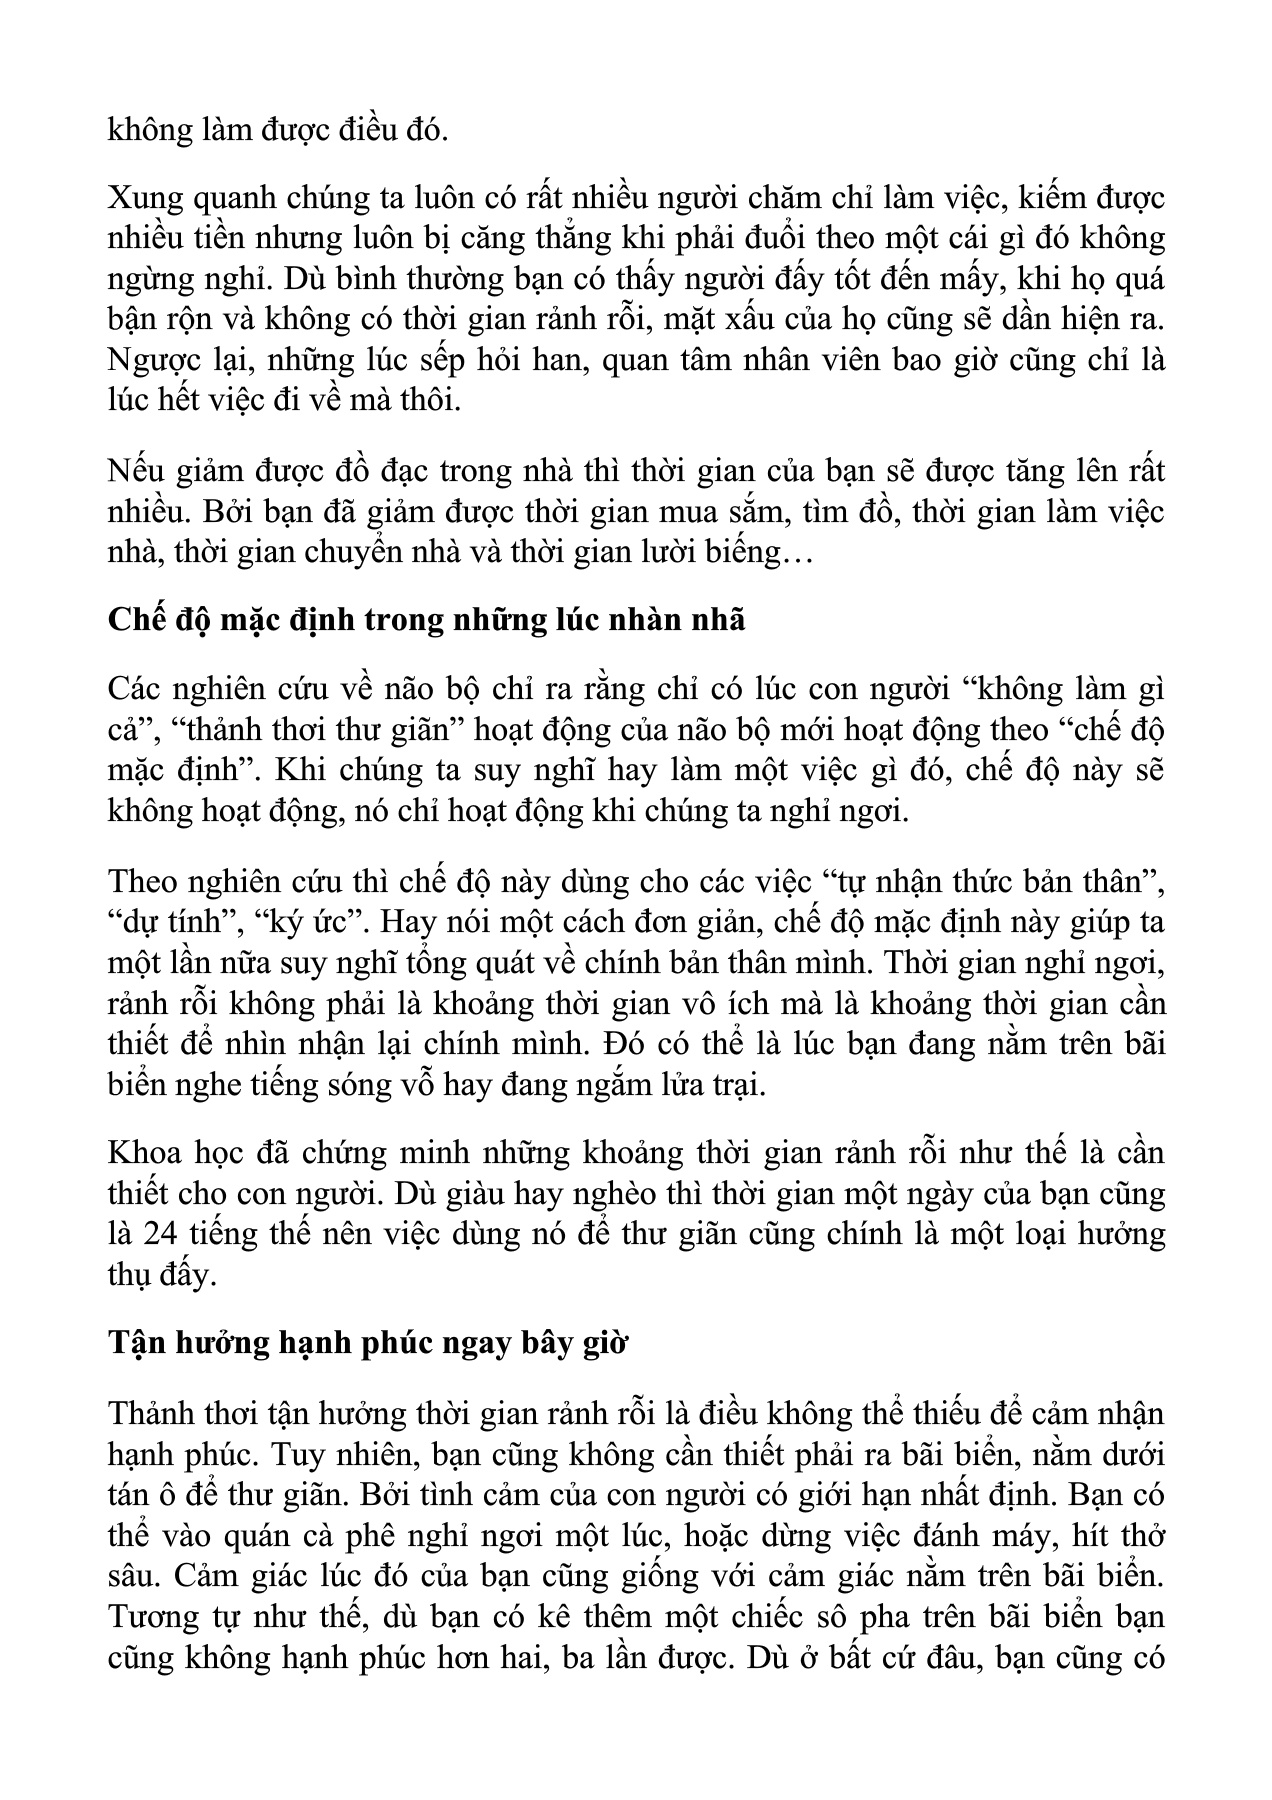 không làm được điều đó.
Xung quanh chúng ta luôn có rất nhiều người chăm chỉ làm việc, kiếm được
nhiều tiền nhưng luôn bị căng thẳng khi phải đuổi theo một cái gì đó không
ngừng nghỉ. Dù bình thường bạn có thấy người đấy tốt đến mấy, khi họ quá
bận rộn và không có thời gian rảnh rỗi, mặt xấu của họ cũng sẽ dần hiện ra.
Ngược lại, những lúc sếp hỏi han, quan tâm nhân viên bao giờ cũng chỉ là
lúc hết việc đi về mà thôi.
Nếu giảm được đồ đạc trong nhà thì thời gian của bạn sẽ được tăng lên rất
nhiều. Bởi bạn đã giảm được thời gian mua sắm, tìm đồ, thời gian làm việc
nhà, thời gian chuyển nhà và thời gian lười biếng…
Chế độ mặc định trong những lúc nhàn nhã
Các nghiên cứu về não bộ chỉ ra rằng chỉ có lúc con người “không làm gì
cả”, “thảnh thơi thư giãn” hoạt động của não bộ mới hoạt động theo “chế độ
mặc định”. Khi chúng ta suy nghĩ hay làm một việc gì đó, chế độ này sẽ
không hoạt động, nó chỉ hoạt động khi chúng ta nghỉ ngơi.
Theo nghiên cứu thì chế độ này dùng cho các việc “tự nhận thức bản thân”,
“dự tính”, “ký ức”. Hay nói một cách đơn giản, chế độ mặc định này giúp ta
một lần nữa suy nghĩ tổng quát về chính bản thân mình. Thời gian nghỉ ngơi,
rảnh rỗi không phải là khoảng thời gian vô ích mà là khoảng thời gian cần
thiết để nhìn nhận lại chính mình. Đó có thể là lúc bạn đang nằm trên bãi
biển nghe tiếng sóng vỗ hay đang ngắm lửa trại.
Khoa học đã chứng minh những khoảng thời gian rảnh rỗi như thế là cần
thiết cho con người. Dù giàu hay nghèo thì thời gian một ngày của bạn cũng
là 24 tiếng thế nên việc dùng nó để thư giãn cũng chính là một loại hưởng
thụ đấy.
Tận hưởng hạnh phúc ngay bây giờ
Thảnh thơi tận hưởng thời gian rảnh rỗi là điều không thể thiếu để cảm nhận
hạnh phúc. Tuy nhiên, bạn cũng không cần thiết phải ra bãi biển, nằm dưới
tán ô để thư giãn. Bởi tình cảm của con người có giới hạn nhất định. Bạn có
thể vào quán cà phê nghỉ ngơi một lúc, hoặc dừng việc đánh máy, hít thở
sâu. Cảm giác lúc đó của bạn cũng giống với cảm giác nằm trên bãi biển.
Tương tự như thế, dù bạn có kê thêm một chiếc sô pha trên bãi biển bạn
cũng không hạnh phúc hơn hai, ba lần được. Dù ở bất cứ đâu, bạn cũng có